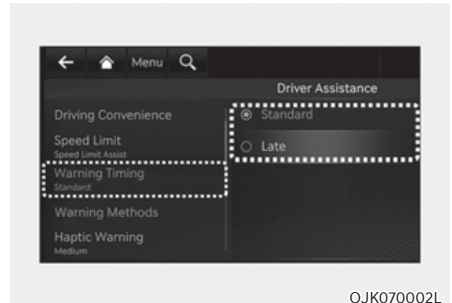 Menu
Driver Assistance
Driving Convenience
Speed Limit
Speed Limit Assist
Warning Timing
Standard
Warning Methods
Haptic Warning
Medium
Standard
Late
OJK070002L